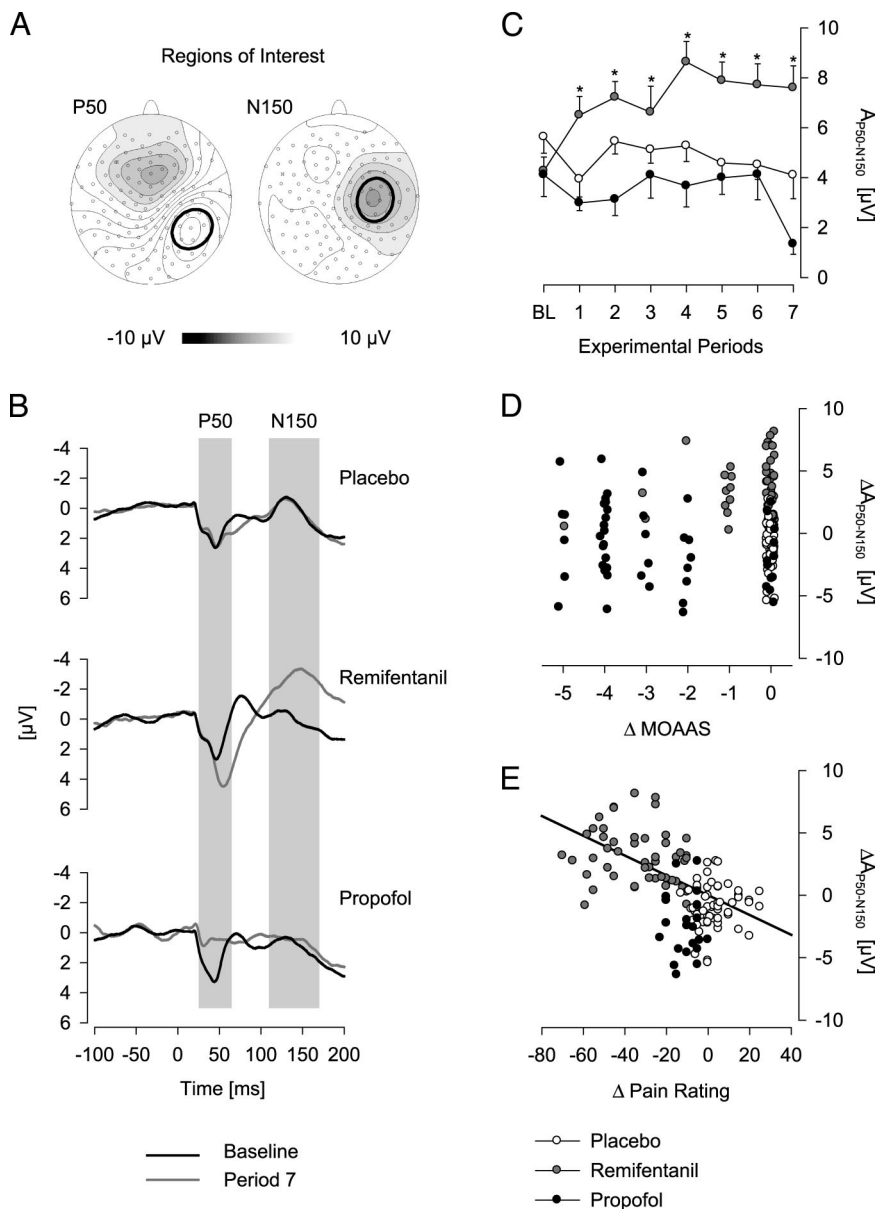 A
Regions of Interest
P50
N150
-10 µV
10 µV
B
P50
N150
-4
-2
0
2
4
6
Placebo
-4
-2
0
2
4
6
Remifentanil
[µV]
-4
-2
0
2
4
6
Propofol
-100
-50
0
50
100
150
200
Time [ms]
Baseline
Period 7
C
* * * * * * *
10
8
6
4
2
0
A P50-N150
[µV]
BL 1 2 3 4 5 6 7
Experimental Periods
D
10
5
0
-5
-10
ΔA P50-N150
[µV]
-5 -4 -3 -2 -1 0
Δ MOAAS
E
10
5
0
-5
-10
ΔA P50-N150
[µV]
-80 -60 -40 -20 0 20 40
Δ Pain Rating
Placebo
Remifentanil
Propofol